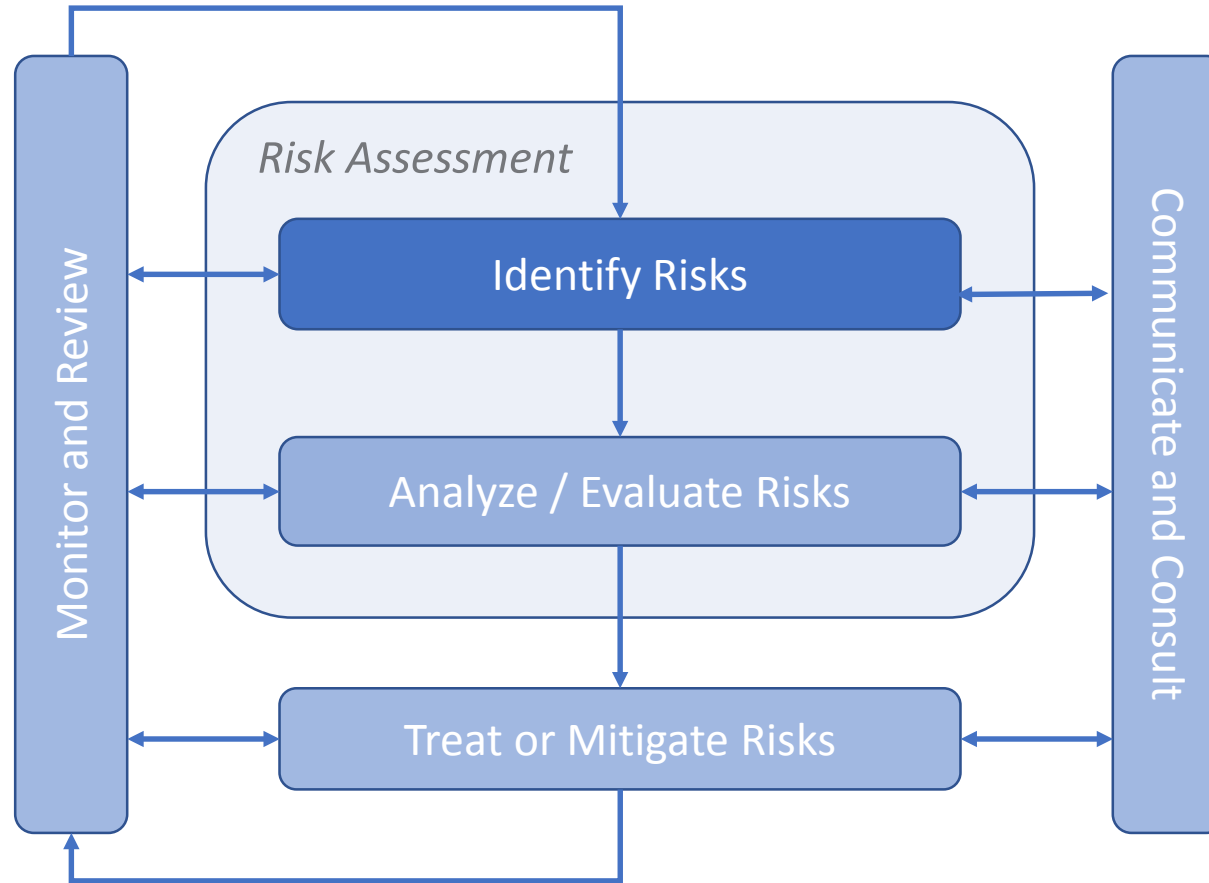 Risk Assessment
Identify Risks
Analyze / Evaluate Risks
Treat or Mitigate Risks
Monitor and Review
Communicate and Consult